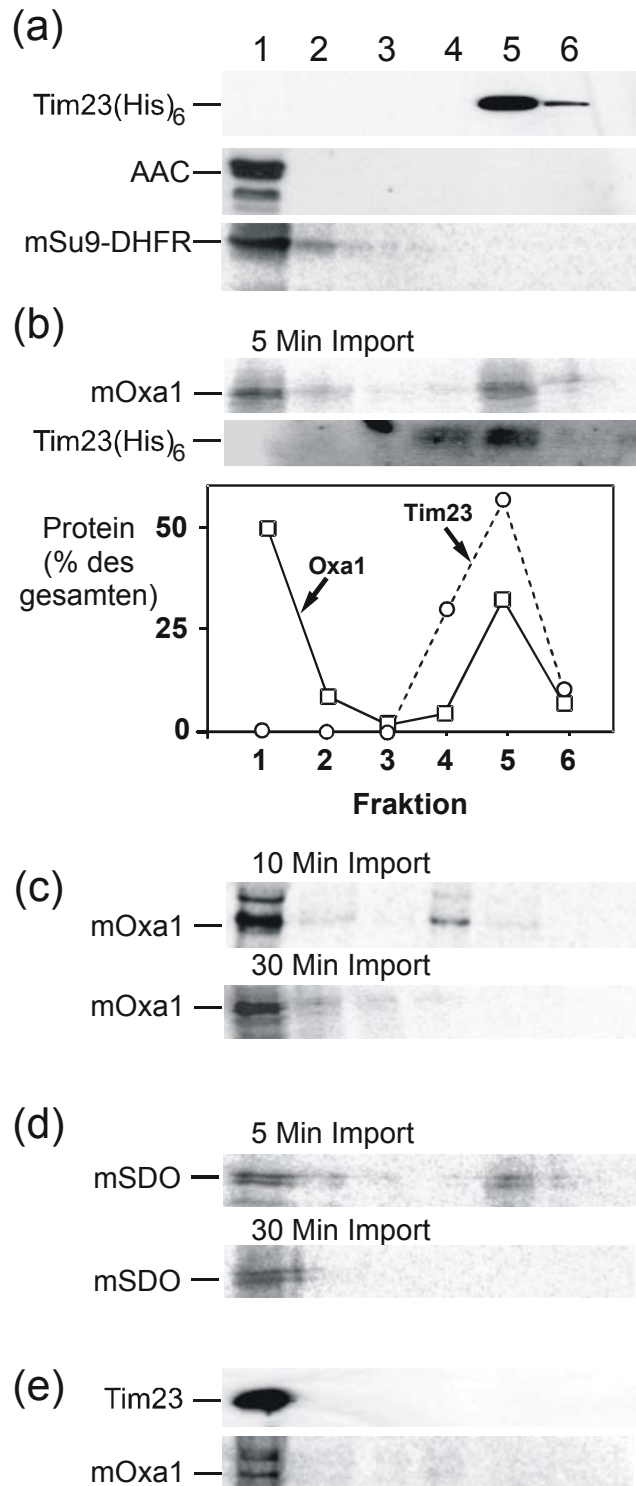 (a)
1 2 3 4 5 6
Tim23(His)6
AAC
mSu9-DHFR
(b)
5 Min Import
mOxa1
Tim23(His)6
Protein
(% des
gesamten)
50
25
0
Tim23
Oxa1
1 2 3 4 5 6
Fraktion
(c)
10 Min Import
mOxa1
30 Min Import
mOxa1
(d)
5 Min Import
mSDO
30 Min Import
mSDO
(e)
Tim23
mOxa1